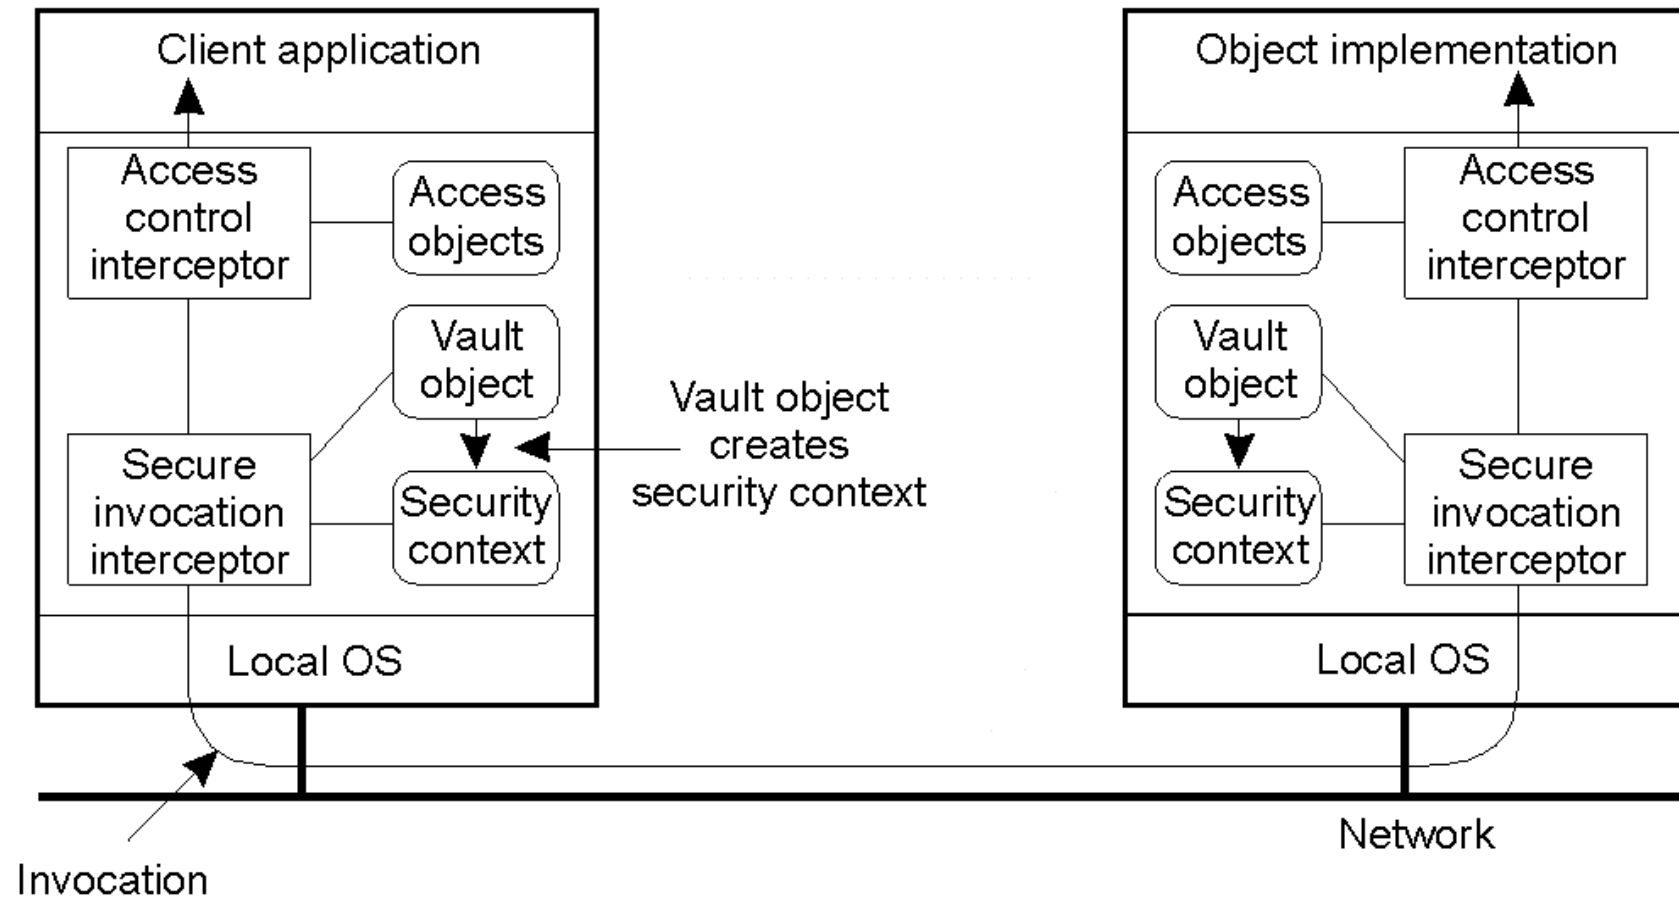 Client application
Access
control
interceptor
Access
objects
Vault
object
Secure
invocation
interceptor
Security
context
Local OS
Vault object
creates
security context
Object implementation
Access
objects
Access
control
interceptor
Vault
object
Security
context
Secure
invocation
interceptor
Local OS
Network
Invocation